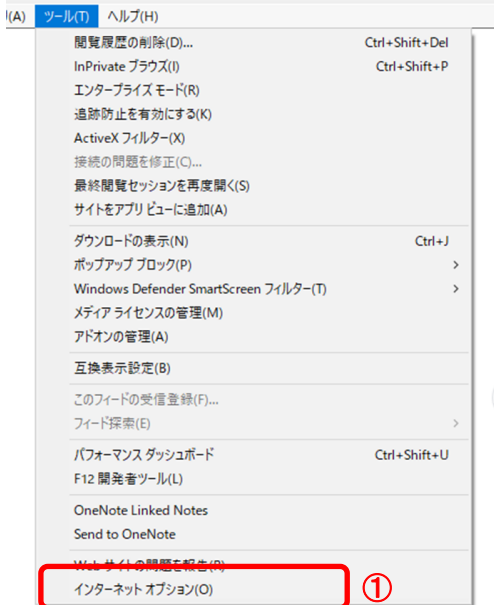 (A) ツール(T) ヘルプ(H)
閲覧履歴の削除(D)... Ctrl+Shift+Del
InPrivate ブラウズ(I) Ctrl+Shift+P
エンタープライズ モード(R)
追跡防止を有効にする(K)
ActiveX フィルター(X)
接続の問題を修正(C)...
最終閲覧セッションを再度開く(S)
サイトをアプリ ビューに追加(A)
ダウンロードの表示(N) Ctrl+J
ポップアップ ブロック(P)
Windows Defender SmartScreen フィルター(T)
メディア ライセンスの管理(M)
アドオンの管理(A)
互換表示設定(B)
このフィードの受信登録(F)...
フィード探索(E)
パフォーマンス ダッシュボード Ctrl+Shift+U
F12 開発者ツール(L)
OneNote Linked Notes
Send to OneNote
Web サイトの問題を報告(R)
インターネット オプション(O) ①